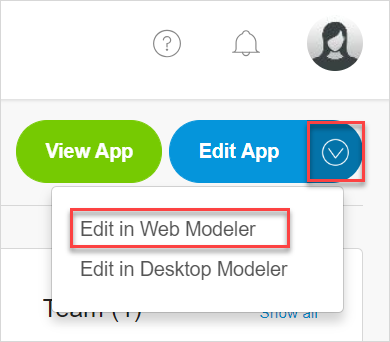 ?
View App
Edit App
Edit in Web Modeler
Edit in Desktop Modeler
Team (1)
Show all